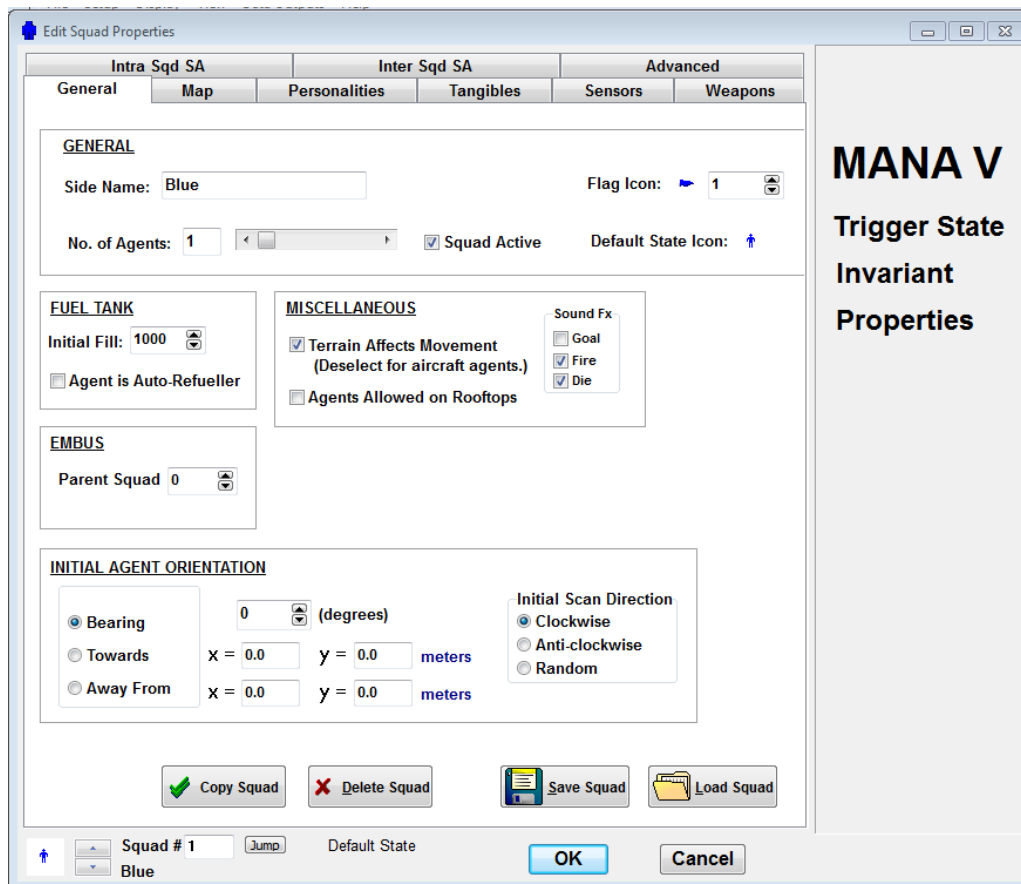 Edit Squad Properties
Intra Sqd SA Inter Sqd SA Advanced
General Map Personalities Tangibles Sensors Weapons
GENERAL
Side Name: Blue Flag Icon: 1
No. of Agents: 1 Squad Active Default State Icon:
FUEL TANK
Initial Fill: 1000
Agent is Auto-Refueller
MISCELLANEOUS
Terrain Affects Movement
(Deselect for aircraft agents.)
Agents Allowed on Rooftops
Sound Fx
Goal
Fire
Die
EMBUS
Parent Squad 0
INITIAL AGENT ORIENTATION
Bearing 0 (degrees)
Towards x = 0.0 y = 0.0 meters
Away From x = 0.0 y = 0.0 meters
Initial Scan Direction
Clockwise
Anti-clockwise
Random
Copy Squad Delete Squad Save Squad Load Squad
Squad # 1 Jump Default State
Blue
OK Cancel
MANA V
Trigger State
Invariant
Properties